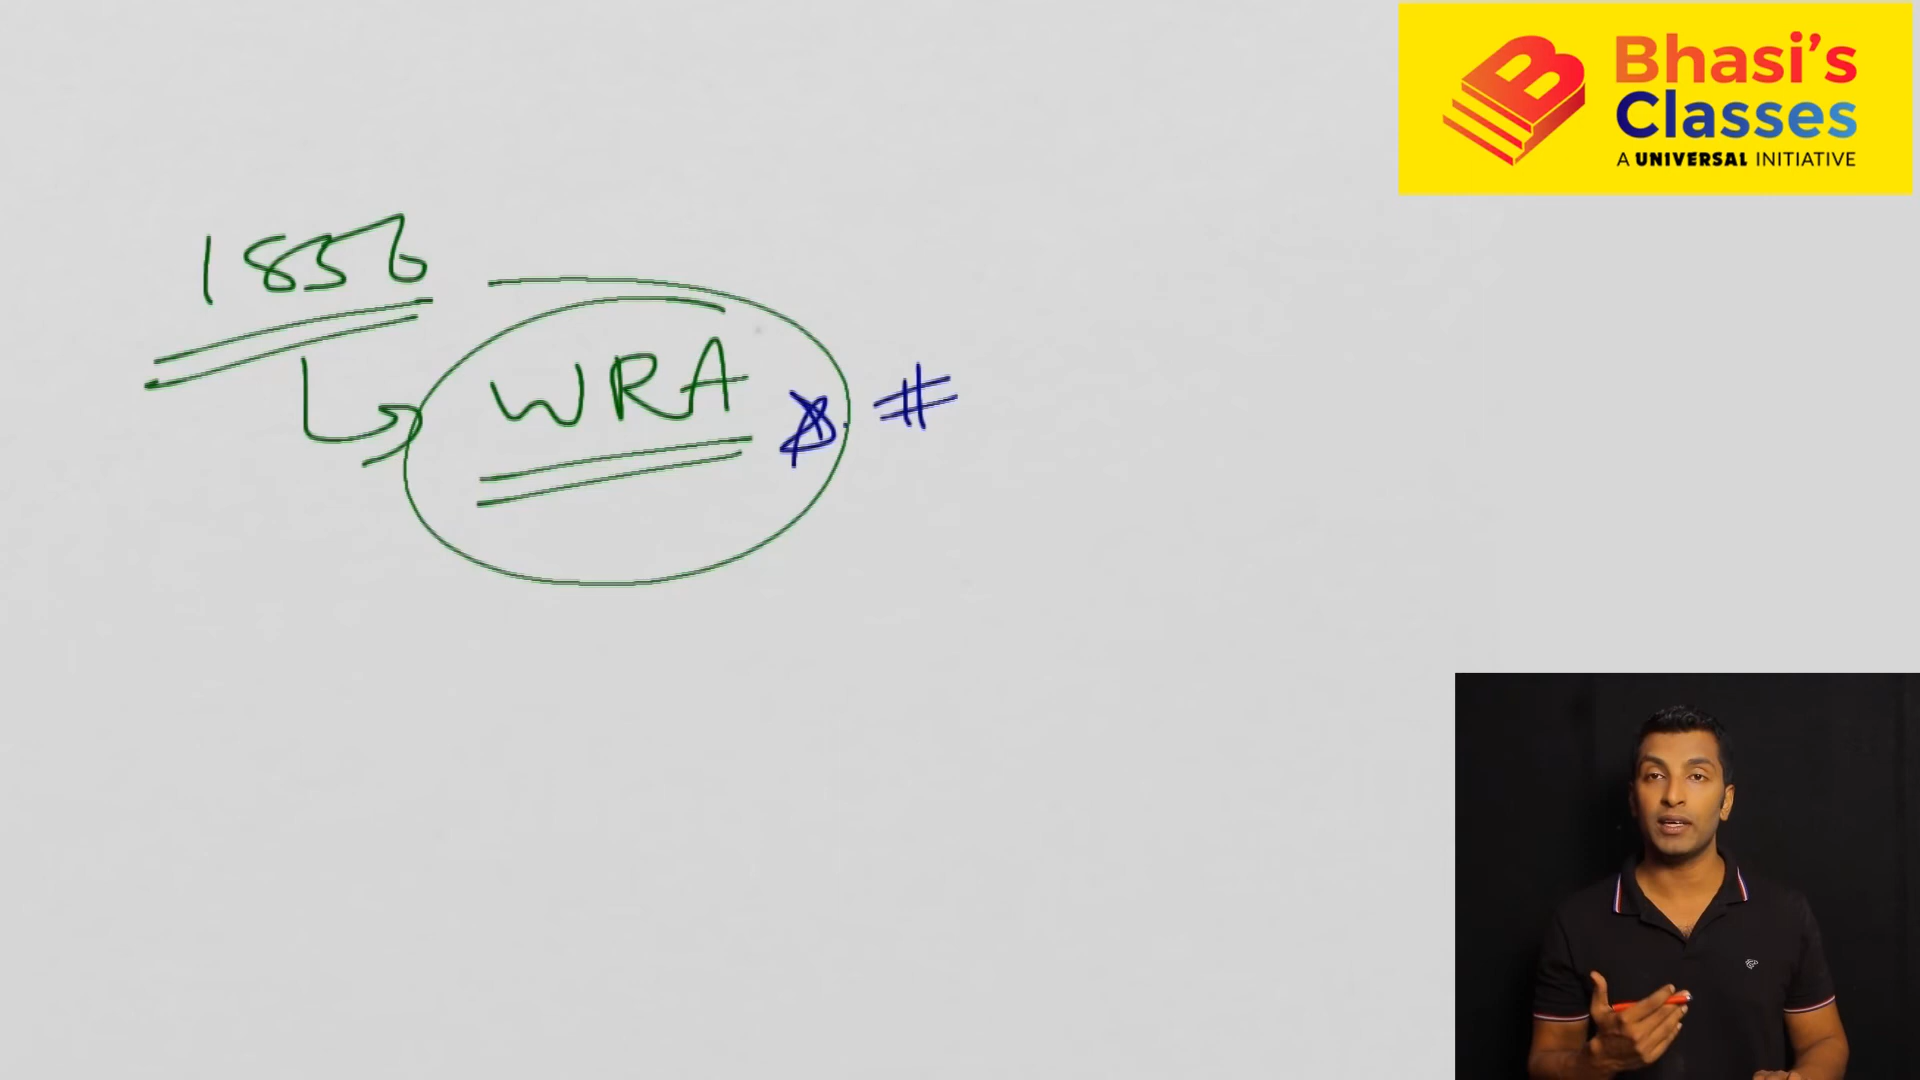 Bhasi's
Classes
A UNIVERSAL INITIATIVE
1856
WRA
#